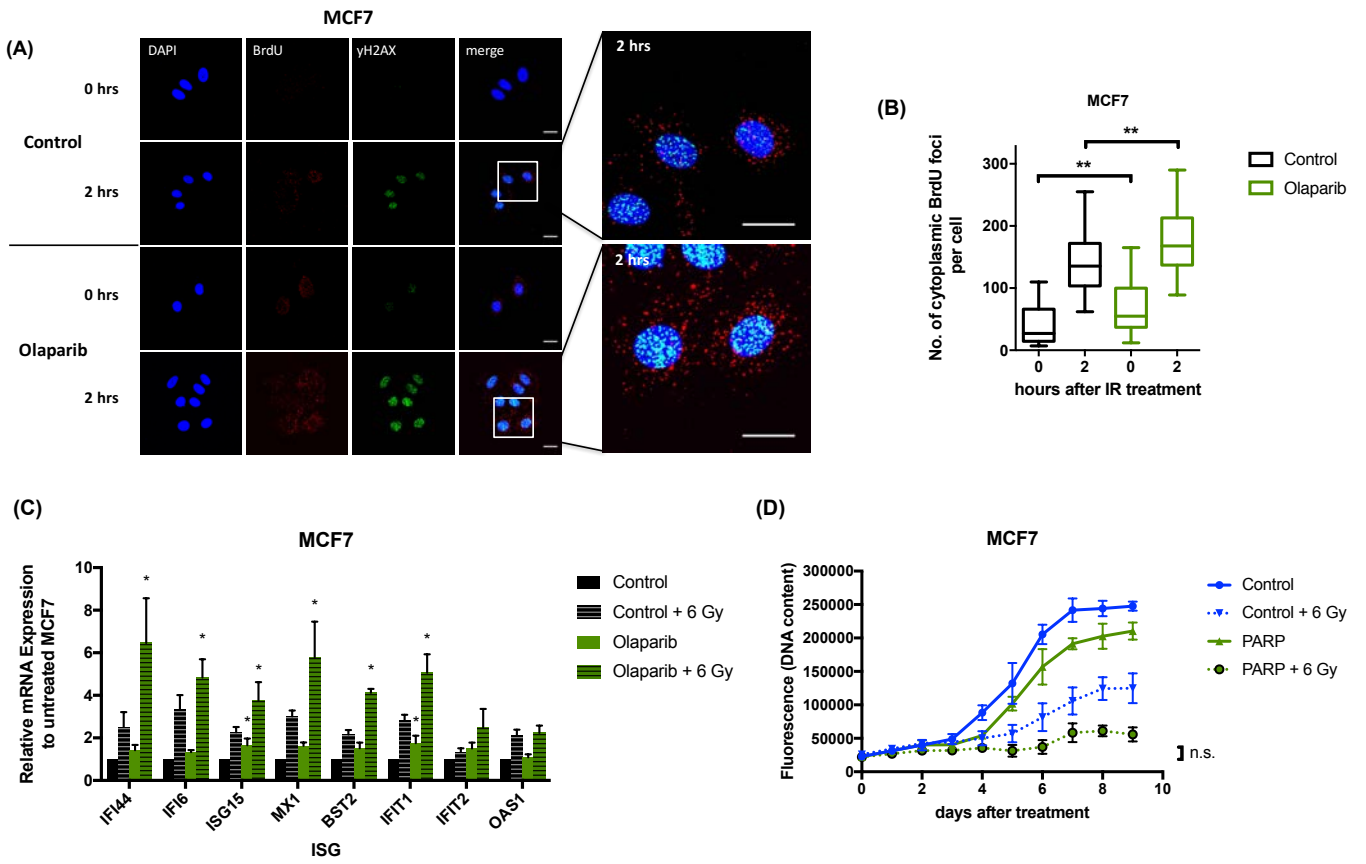 MCF7
(A)
DAPI
BrdU
yH2AX
merge
2 hrs
0 hrs
Control
2 hrs
0 hrs
Olaparib
2 hrs
2 hrs
(B)
MCF7
**
**
300
200
100
0
No. of cytoplasmic BrdU foci
per cell
0
2
0
2
hours after IR treatment
Control
Olaparib
(C)
MCF7
10
8
6
4
2
0
Relative mRNA Expression
to untreated MCF7
*
*
*
*
*
*
*
*
IFI44
IFI6
ISG15
MX1
BST2
IFIT1
IFIT2
OAS1
ISG
Control
Control + 6 Gy
Olaparib
Olaparib + 6 Gy
(D)
MCF7
300000
250000
200000
150000
100000
50000
0
Fluorescence (DNA content)
0
2
4
6
8
10
days after treatment
Control
Control + 6 Gy
PARP
PARP + 6 Gy
n.s.